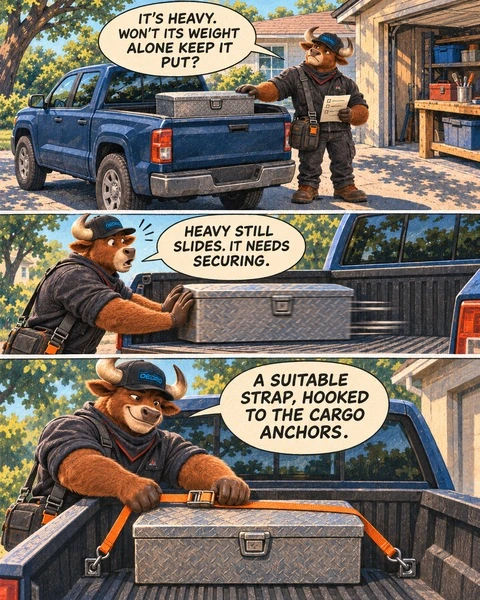 IT'S HEAVY.
WON'T ITS WEIGHT
ALONE KEEP IT
PUT?
HEAVY STILL
SLIDES. IT NEEDS
SECURING.
A SUITABLE
STRAP, HOOKED
TO THE CARGO
ANCHORS.